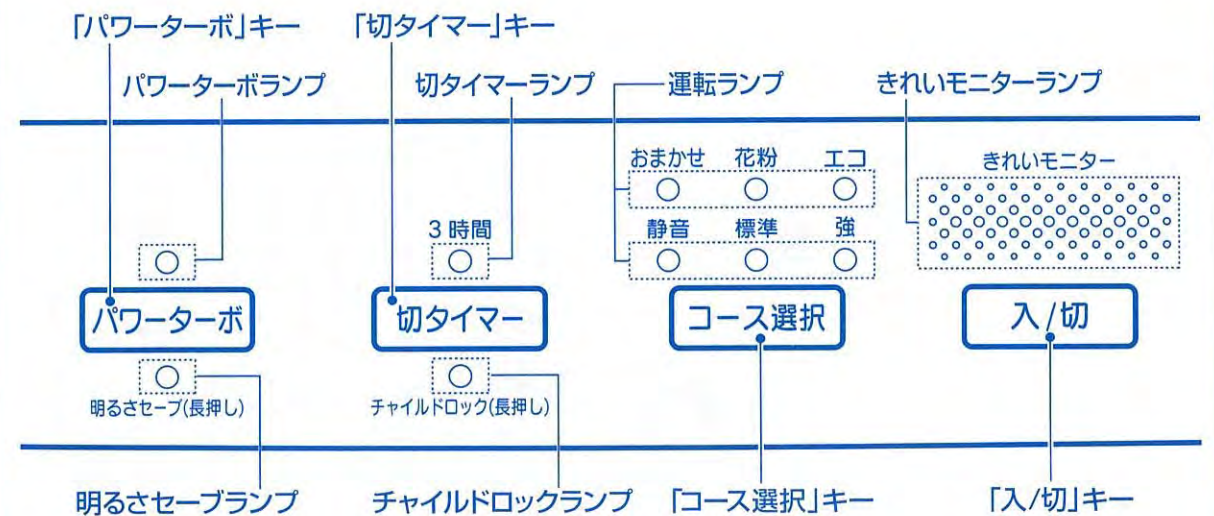 「パワーターボ」キー 「切タイマー」キー
パワーターボランプ 切タイマーランプ 運転ランプ きれいモニターランプ
おまかせ 花粉 エコ きれいモニター
3時間 静音 標準 強
パワーターボ 切タイマー コース選択 入/切
明るさセーブ(長押し) チャイルドロック(長押し)
明るさセーブランプ チャイルドロックランプ 「コース選択」キー 「入/切」キー